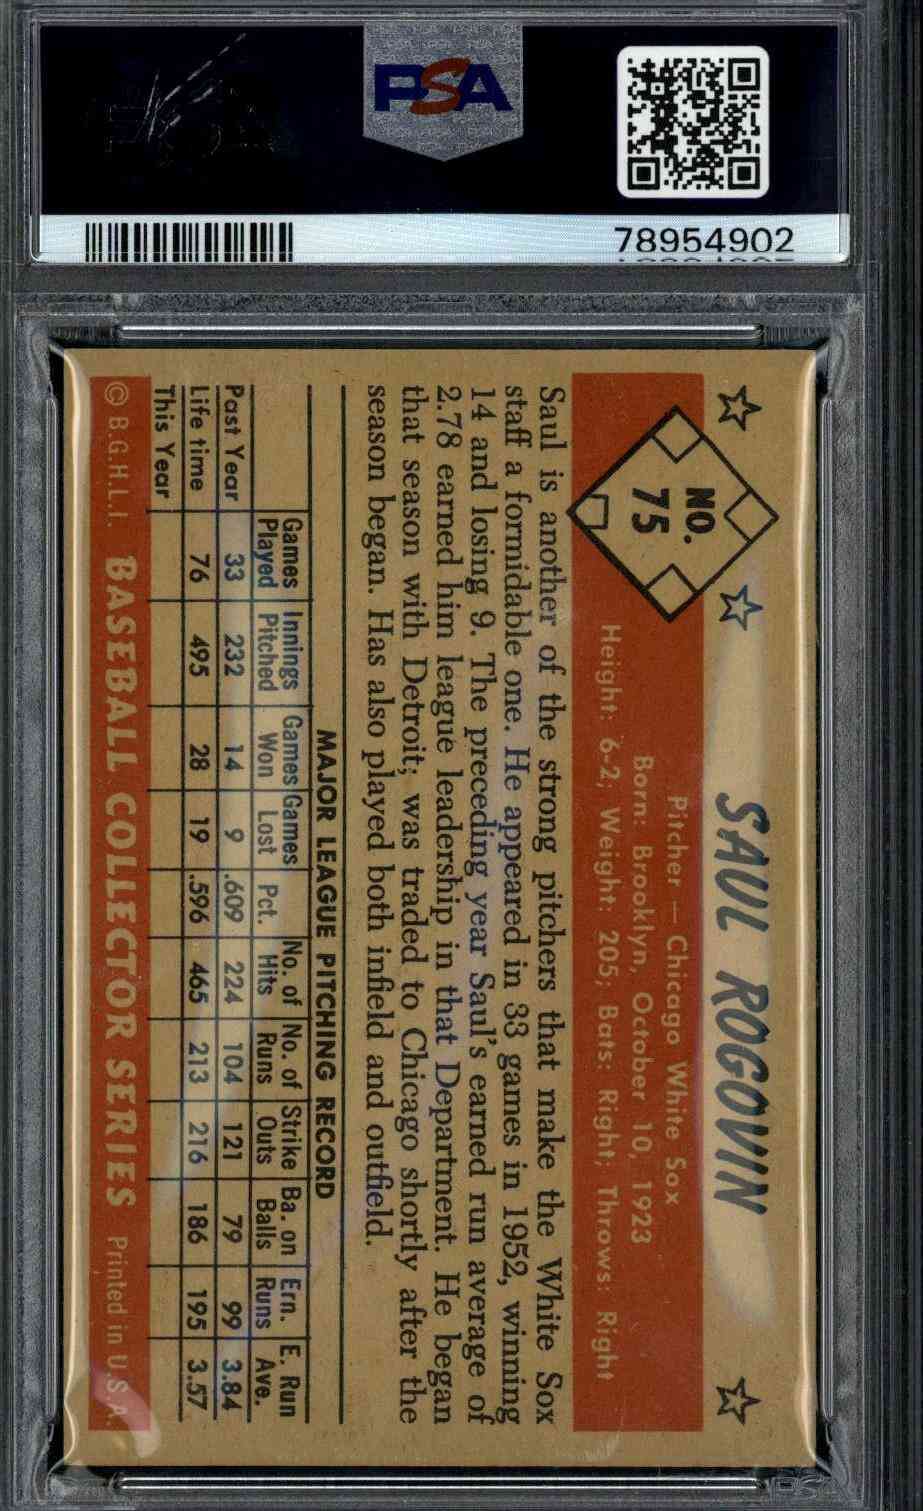 PSA
78954902
NO.
75
SAUL ROGOVIN
Pitcher — Chicago White Sox
Born: Brooklyn, October 10, 1923
Height: 6-2; Weight: 205; Bats: Right; Throws: Right
Saul is another of the strong pitchers that make the White Sox
staff a formidable one. He appeared in 33 games in 1952, winning
14 and losing 9. The preceding year Saul's earned run average of
2.78 earned him league leadership in that Department. He began
that season with Detroit; was traded to Chicago shortly after the
season began. Has also played both infield and outfield.
MAJOR LEAGUE PITCHING RECORD
Games Innings Games Games No. of No. of Strike Ba. on Ern. E. Run
Played Pitched Won Lost Pct. Hits Runs Outs Balls Runs Ave.
Past Year 33 232 14 9 .609 224 104 121 79 99 3.84
Life time 76 495 28 19 .596 465 213 216 186 195 3.57
This Year
© B.G.H.L.I. BASEBALL COLLECTOR SERIES Printed in U.S.A.